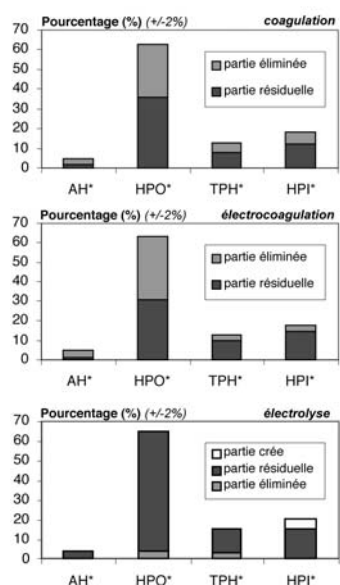 Pourcentage (%) (+/-2%) coagulation
70
60
50
40
30
20
10
0
partie éliminée
partie résiduelle
AH* HPO* TPH* HPI*
Pourcentage (%) (+/-2%) électrocoagulation
70
60
50
40
30
20
10
0
partie éliminée
partie résiduelle
AH* HPO* TPH* HPI*
Pourcentage (%) (+/-2%) électrolyse
70
60
50
40
30
20
10
0
partie crée
partie résiduelle
partie éliminée
AH* HPO* TPH* HPI*